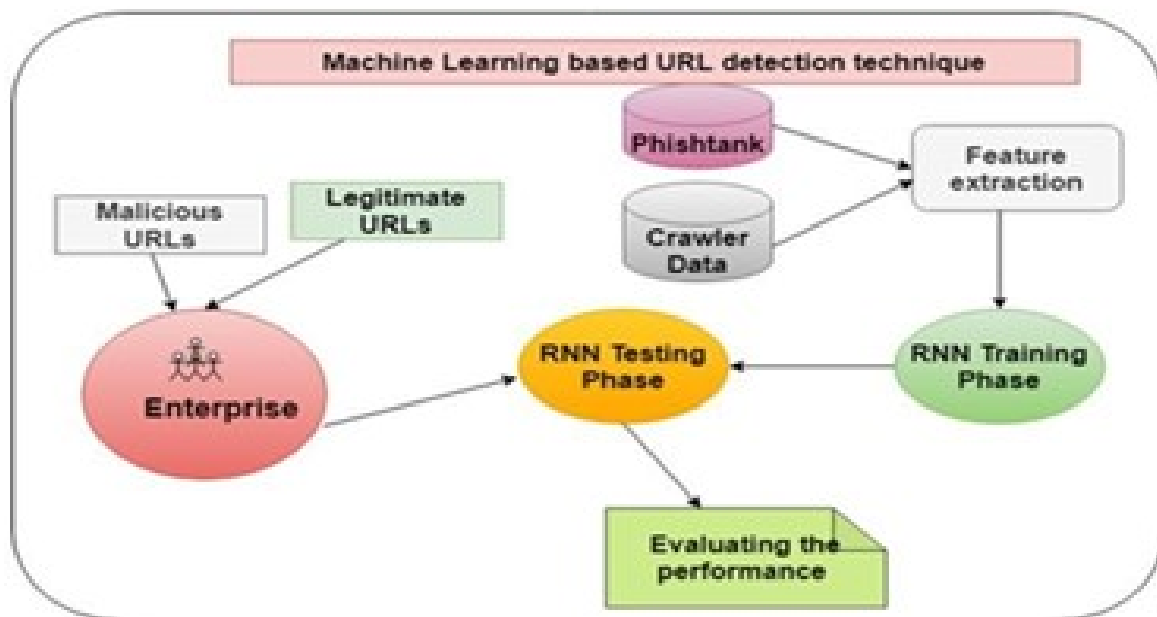 Machine Learning based URL detection technique
Phishtank
Feature
extraction
Malicious
URLs
Legitimate
URLs
Crawler
Data
Enterprise
RNN Testing
Phase
RNN Training
Phase
Evaluating the
performance